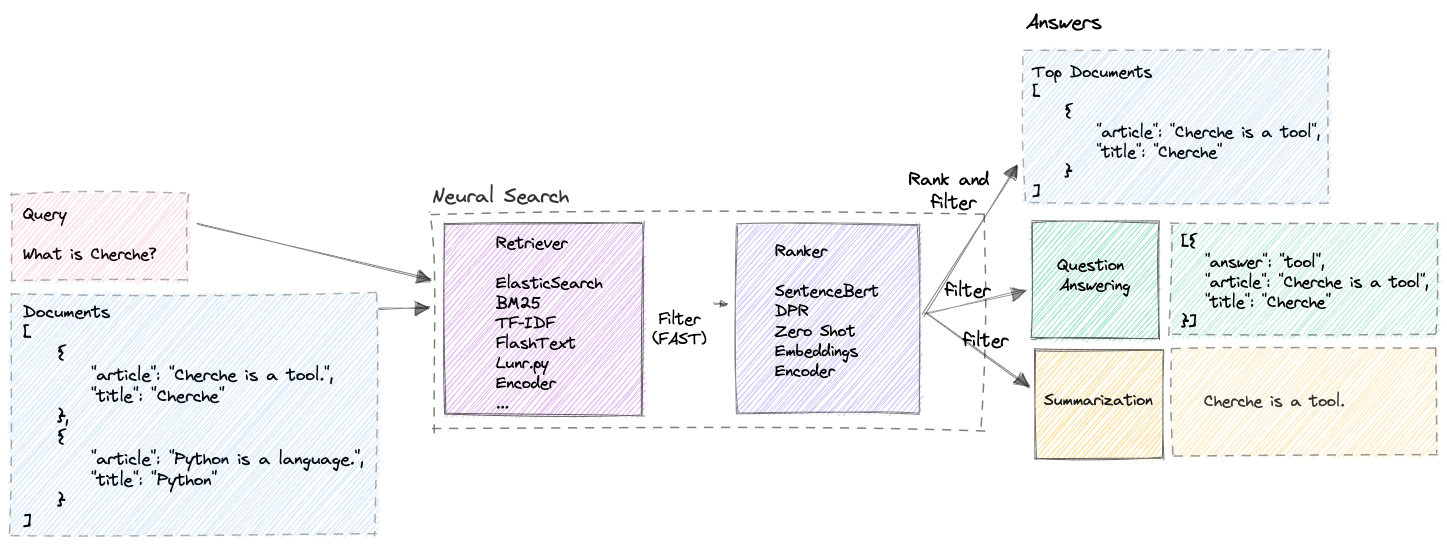 Query
What is Cherche?
Documents
[
{
"article": "Cherche is a tool.",
"title": "Cherche"
},
{
"article": "Python is a language.",
"title": "Python"
}
]
Neural Search
Retriever
ElasticSearch
BM25
TF-IDF
FlashText
Lunr.py
Encoder
...
Filter
(FAST)
Ranker
SentenceBert
DPR
Zero Shot
Embeddings
Encoder
Rank and
filter
filter
filter
Answers
Top Documents
[
{
"article": "Cherche is a tool",
"title": "Cherche"
}
]
Question
Answering
[{
"answer": "tool",
"article": "Cherche is a tool",
"title": "Cherche"
}]
Summarization
Cherche is a tool.